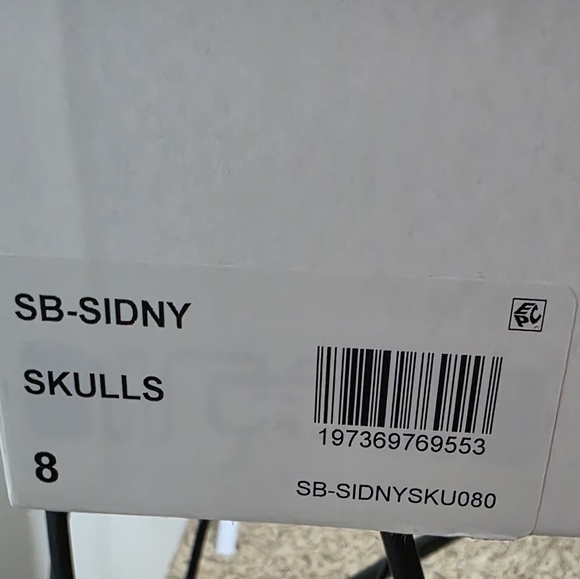 SB-SIDNY
SKULLS
8
197369769553
SB-SIDNYSKU080